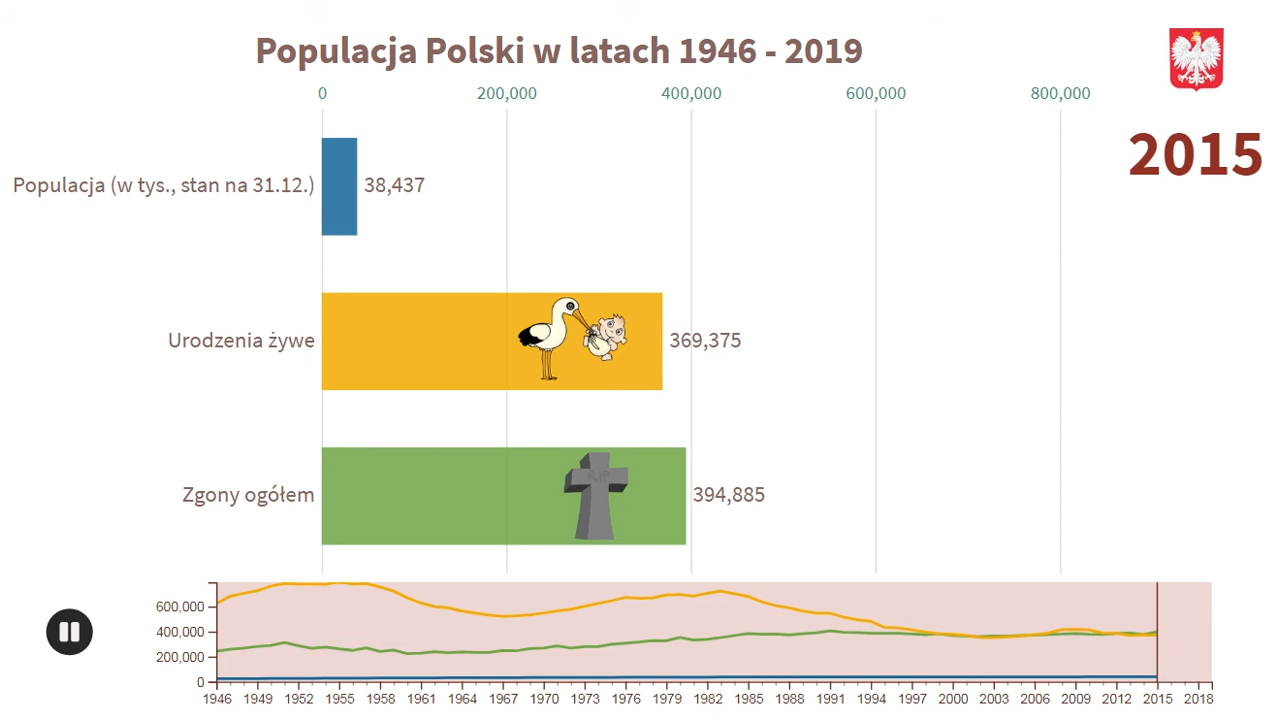 Populacja Polski w latach 1946 - 2019
0 200,000 400,000 600,000 800,000
2015
Populacja (w tys., stan na 31.12.) 38,437
Urodzenia żywe 369,375
RIP
Zgony ogółem 394,885
600,000
400,000
200,000
0
1946 1949 1952 1955 1958 1961 1964 1967 1970 1973 1976 1979 1982 1985 1988 1991 1994 1997 2000 2003 2006 2009 2012 2015 2018